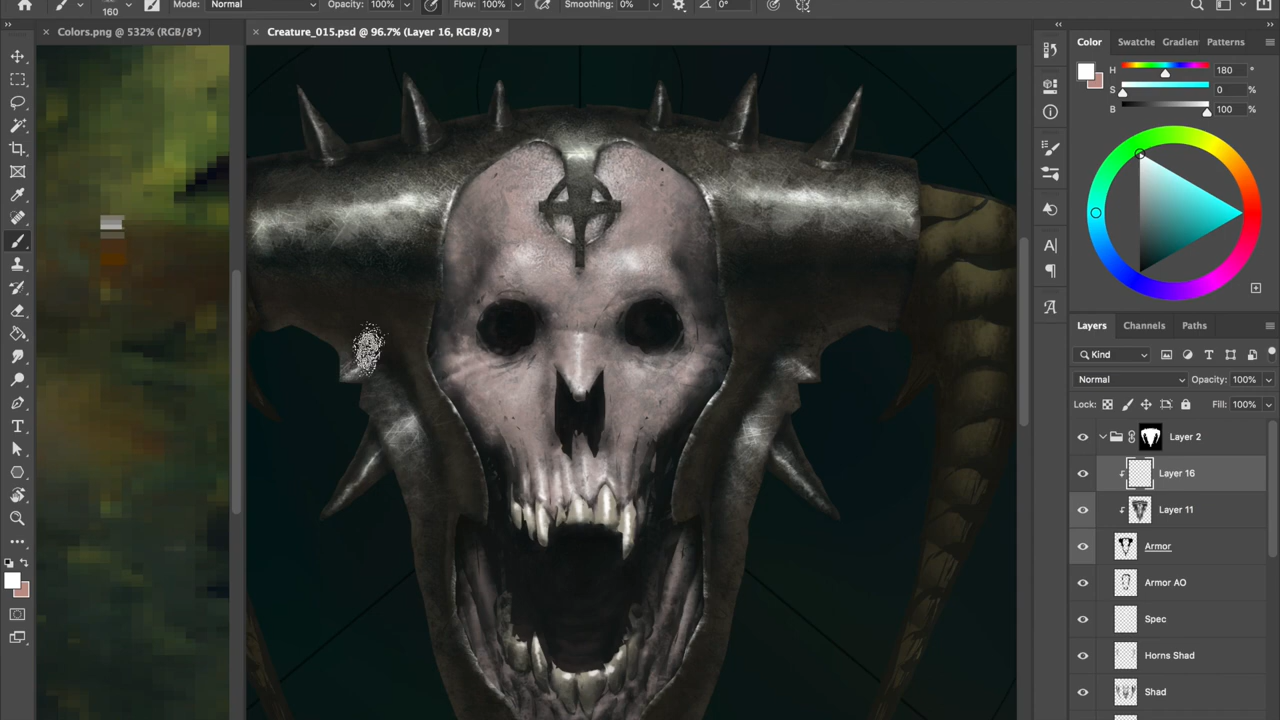 160 Mode: Normal Opacity: 100% Flow: 100% Smoothing: 0% 0°
Colors.png @ 532% (RGB/8*)
Creature_015.psd @ 96.7% (Layer 16, RGB/8) *
Color Swatche Gradien Patterns
H 180 °
S 0 %
B 100 %
Layers Channels Paths
Kind
Normal Opacity: 100%
Lock: Fill: 100%
Layer 2
Layer 16
Layer 11
Armor
Armor AO
Spec
Horns Shad
Shad